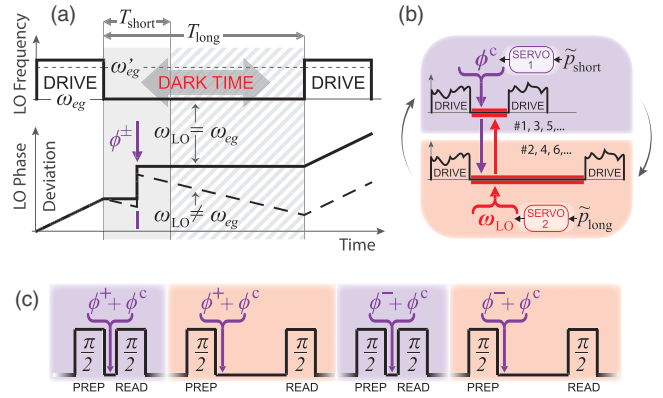 (a)
T_short
T_long
LO Frequency
DRIVE
ω'_eg
DARK TIME
DRIVE
ω_eg
ϕ^±
ω_LO = ω_eg
LO Phase
Deviation
ω_LO ≠ ω_eg
Time
(b)
ϕ^c
SERVO
1
p̃_short
DRIVE
DRIVE
#1, 3, 5,...
#2, 4, 6,...
DRIVE
DRIVE
ω_LO
SERVO
2
p̃_long
(c)
ϕ^+ + ϕ^c
ϕ^+ + ϕ^c
ϕ^− + ϕ^c
ϕ^− + ϕ^c
π/2 π/2 π/2 π/2 π/2 π/2 π/2 π/2
PREP READ PREP READ PREP READ PREP READ